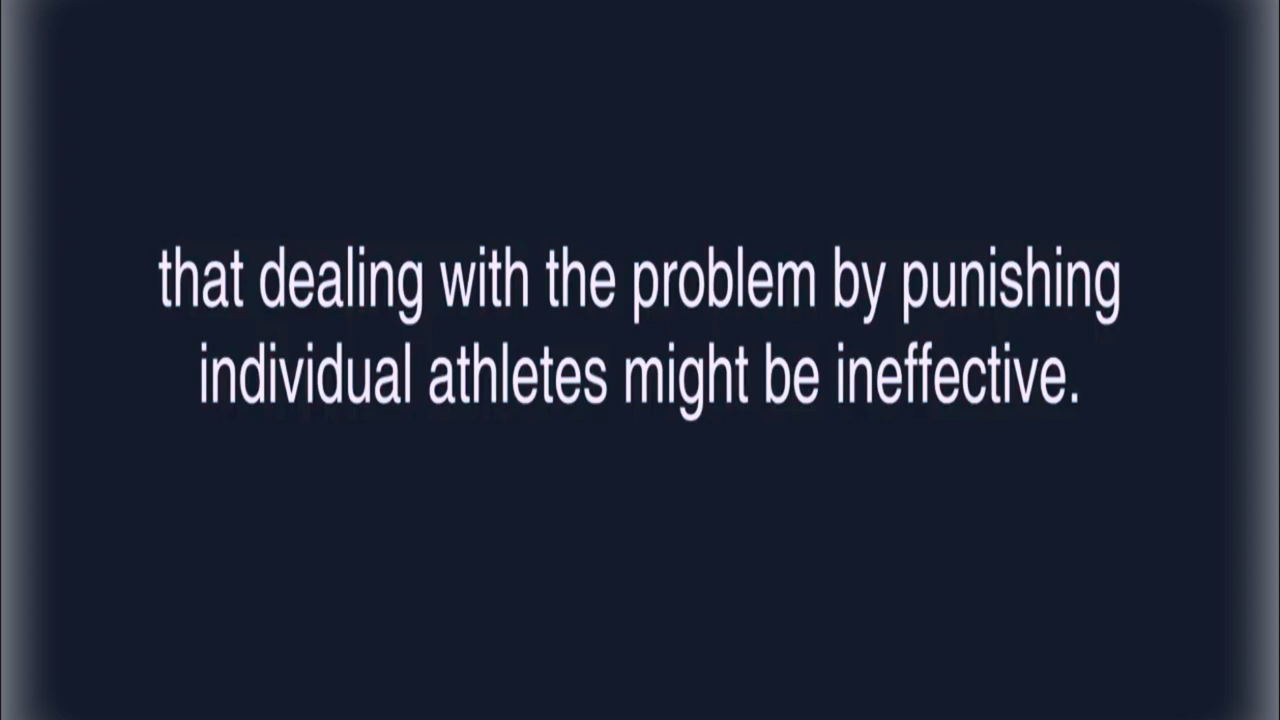 that dealing with the problem by punishing
individual athletes might be ineffective.